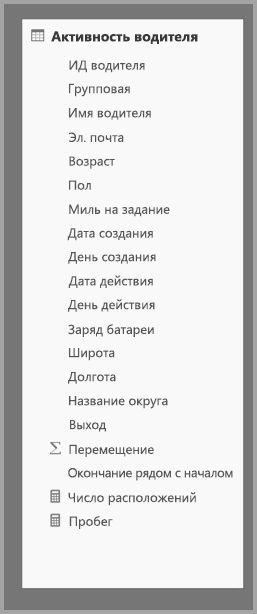 Активность водителя
ИД водителя
Групповая
Имя водителя
Эл. почта
Возраст
Пол
Миль на задание
Дата создания
День создания
Дата действия
День действия
Заряд батареи
Широта
Долгота
Название округа
Выход
Перемещение
Окончание рядом с началом
Число расположений
Пробег